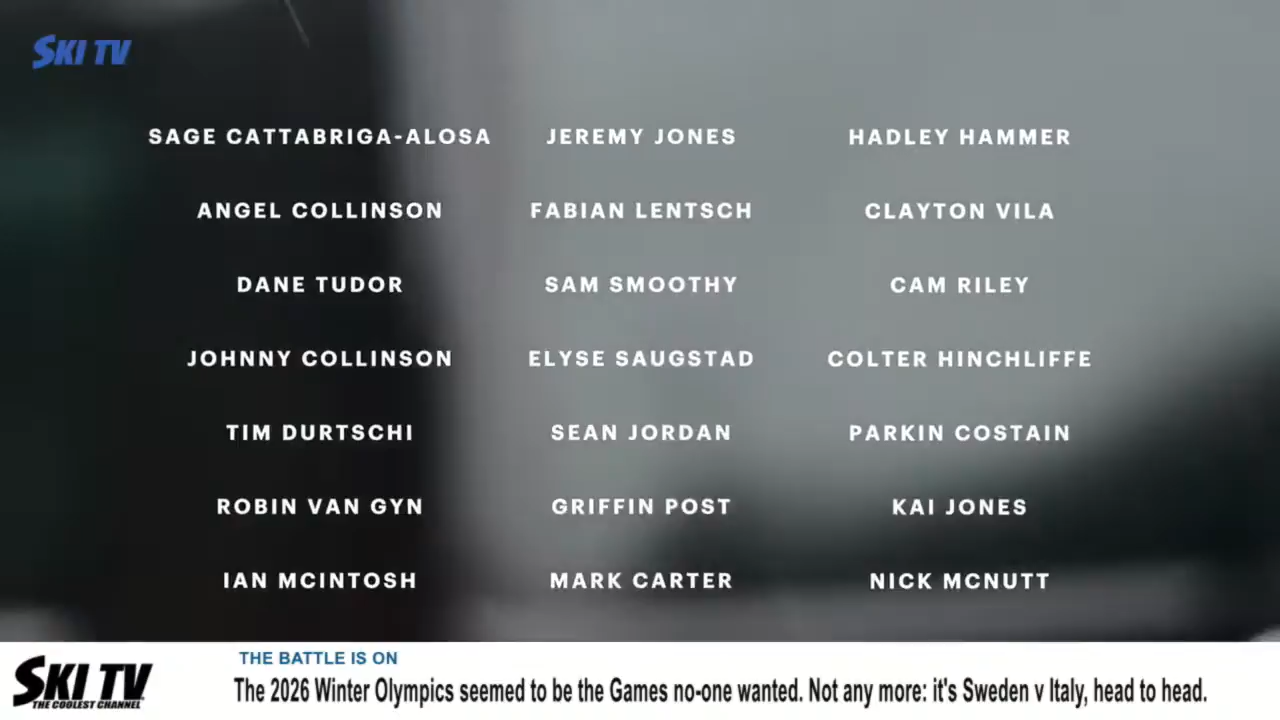 SKI TV
SAGE CATTABRIGA-ALOSA JEREMY JONES HADLEY HAMMER
ANGEL COLLINSON FABIAN LENTSCH CLAYTON VILA
DANE TUDOR SAM SMOOTHY CAM RILEY
JOHNNY COLLINSON ELYSE SAUGSTAD COLTER HINCHLIFFE
TIM DURTSCHI SEAN JORDAN PARKIN COSTAIN
ROBIN VAN GYN GRIFFIN POST KAI JONES
IAN MCINTOSH MARK CARTER NICK MCNUTT
THE BATTLE IS ON
SKI TV
THE COOLEST CHANNEL
The 2026 Winter Olympics seemed to be the Games no-one wanted. Not any more: it's Sweden v Italy, head to head.